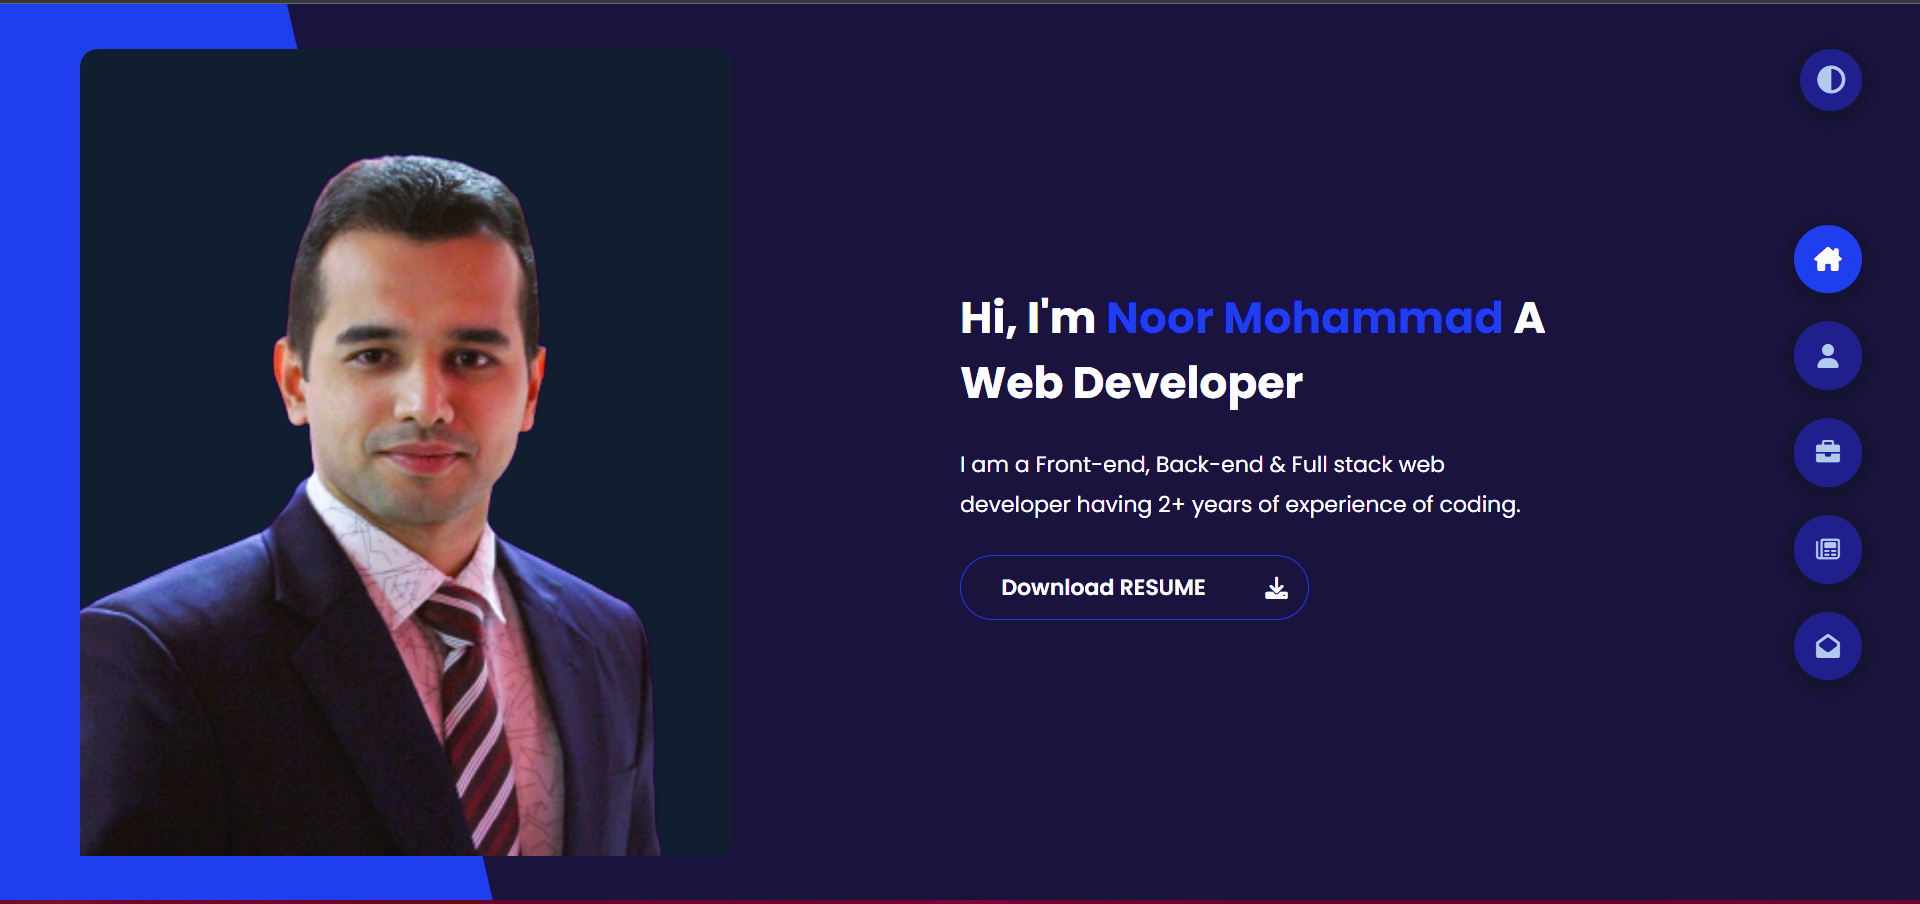 Hi, I'm Noor Mohammad A
Web Developer
I am a Front-end, Back-end & Full stack web
developer having 2+ years of experience of coding.
Download RESUME